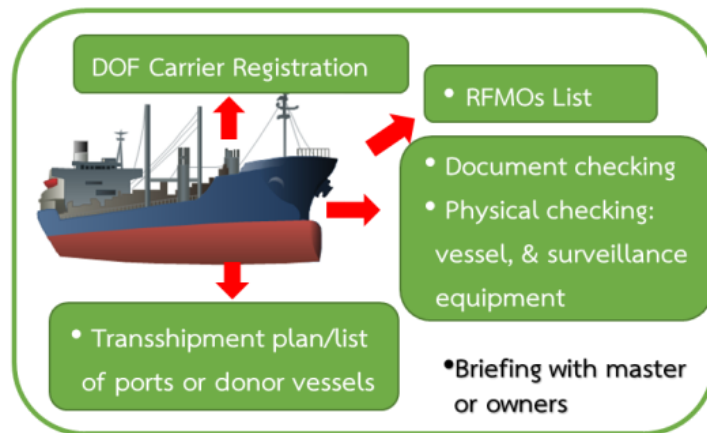 DOF Carrier Registration
• RFMOs List
• Document checking
• Physical checking:
vessel, & surveillance
equipment
• Transshipment plan/list
of ports or donor vessels
•Briefing with master
or owners